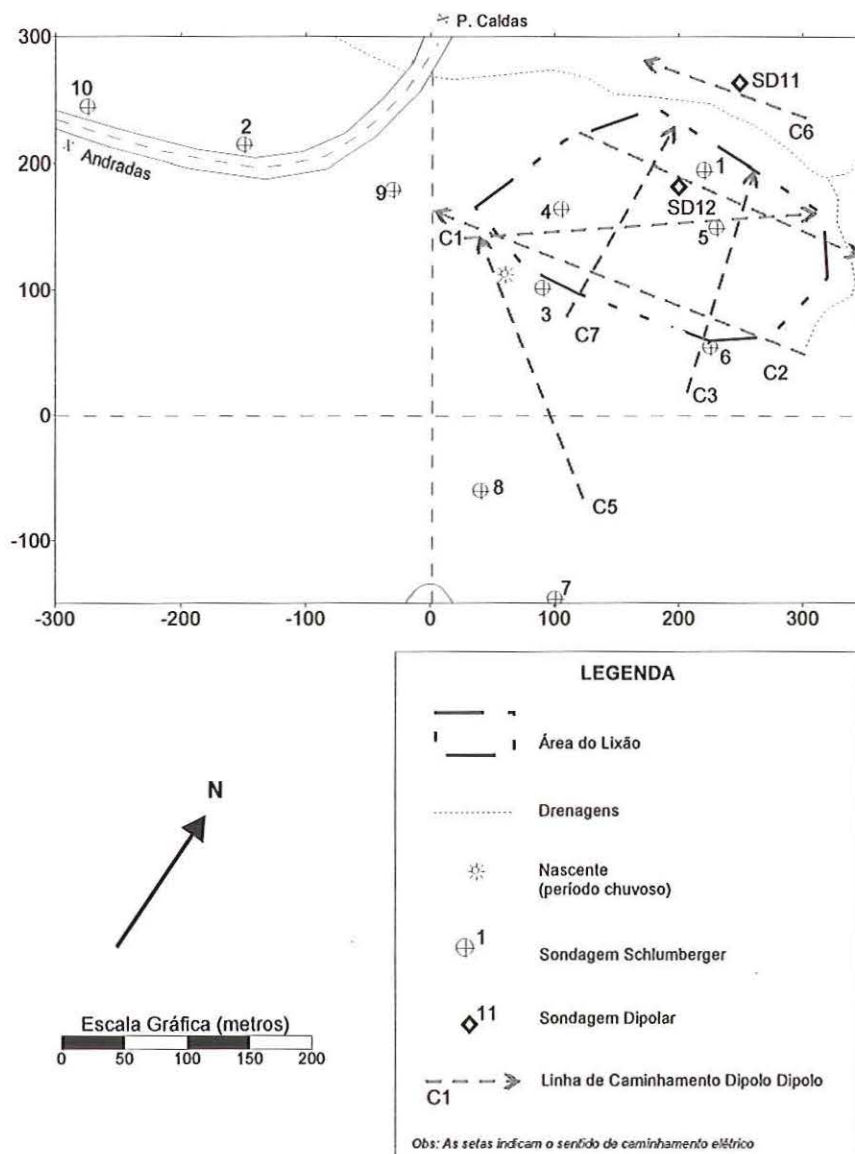 P. Caldas
300
10
2
SD11
C6
Andradas
200
9
1
4
SD12
C1
5
100
3
C7
6
C2
C3
0
8
C5
-100
7
-300
-200
-100
0
100
200
300
LEGENDA
Área do Lixão
Drenagens
Nascente
(período chuvoso)
1
Sondagem Schlumberger
11
Sondagem Dipolar
Linha de Caminhamento Dipolo Dipolo
C1
Obs: As setas indicam o sentido de caminhamento elétrico
N
Escala Gráfica (metros)
0 50 100 150 200